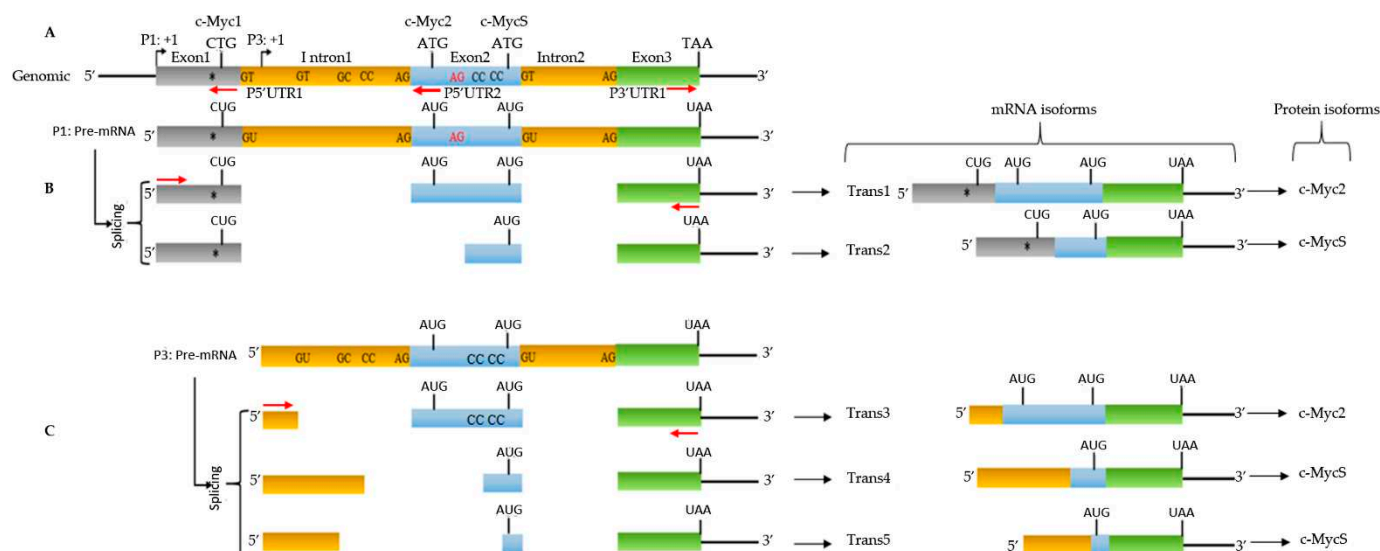 c-Myc1 c-Myc2 c-MycS
A P1: +1 CTG P3: +1 ATG ATG TAA
Exon1 I ntron1 Exon2 Intron2 Exon3
Genomic 5′ * GT GT GC CC AG AG CC CC GT AG 3′
P5′UTR1 P5′UTR2 P3′UTR1
CUG AUG AUG UAA mRNA isoforms Protein isoforms
P1: Pre-mRNA 5′ * GU AG AG GU AG 3′
CUG AUG AUG UAA CUG AUG AUG UAA
B 5′ * 3′ Trans1 5′ * 3′ c-Myc2
Splicing
CUG AUG UAA CUG AUG UAA
5′ * 3′ Trans2 5′ * 3′ c-MycS
AUG AUG UAA
P3: Pre-mRNA 5′ GU GC CC AG CC CC GU AG 3′
AUG AUG UAA AUG AUG UAA
5′ CC CC 3′ Trans3 5′ 3′ c-Myc2
C Splicing
AUG UAA AUG UAA
5′ 3′ Trans4 5′ 3′ c-MycS
AUG UAA AUG UAA
5′ 3′ Trans5 5′ 3′ c-MycS